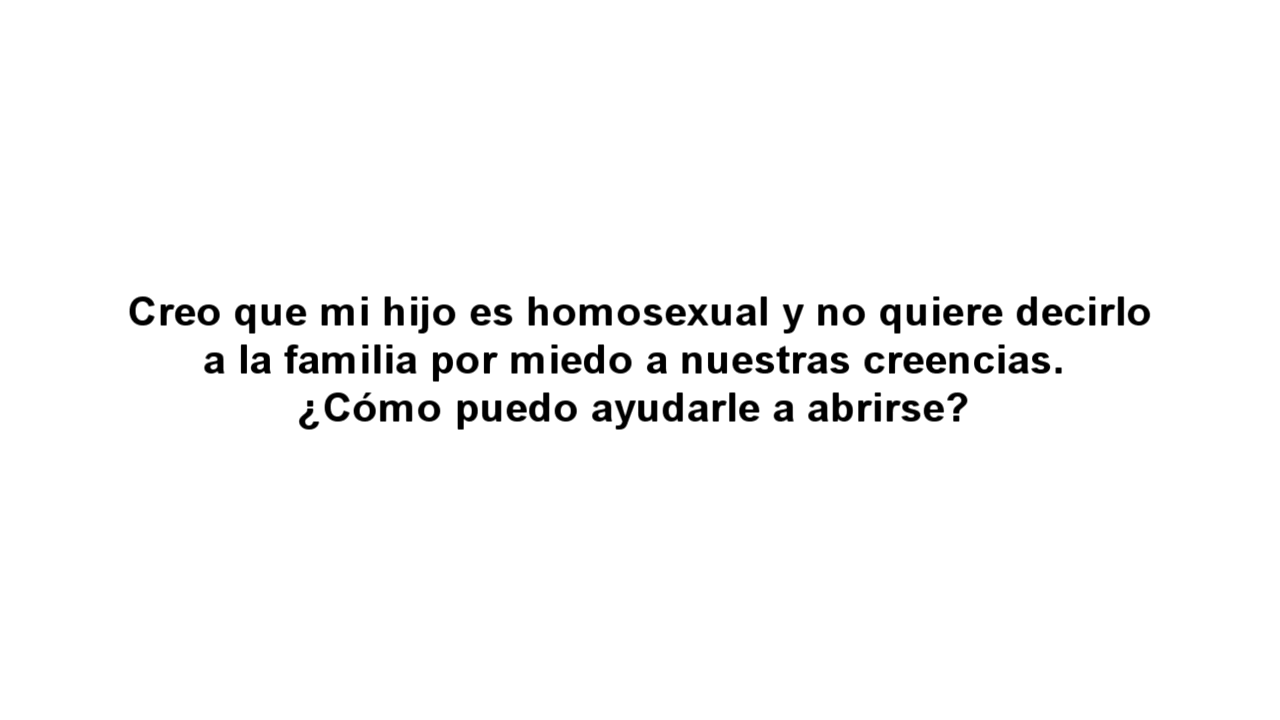 Creo que mi hijo es homosexual y no quiere decirlo
a la familia por miedo a nuestras creencias.
¿Cómo puedo ayudarle a abrirse?